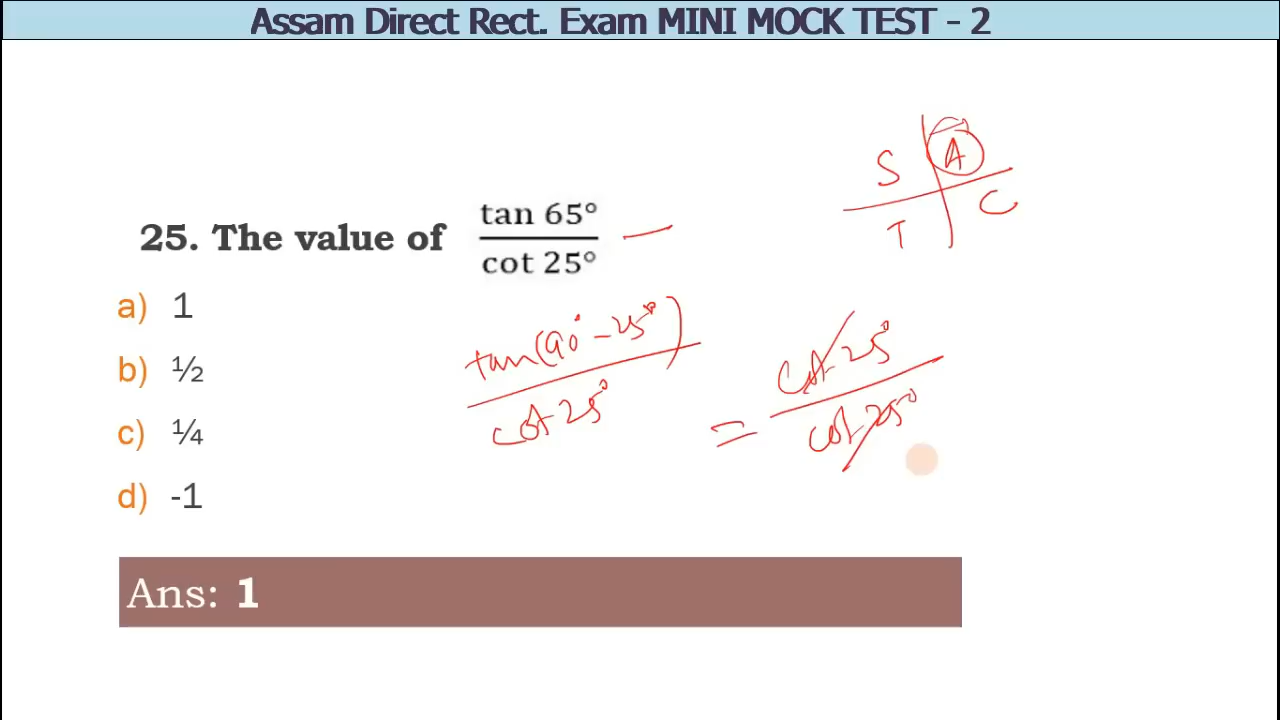 Assam Direct Rect. Exam MINI MOCK TEST - 2
S A
T C
25. The value of tan 65° / cot 25° —
a) 1
b) ½
c) ¼
d) -1
tan(90°-25°)
cot 25°
= cot 25°
cot 25°
Ans: 1